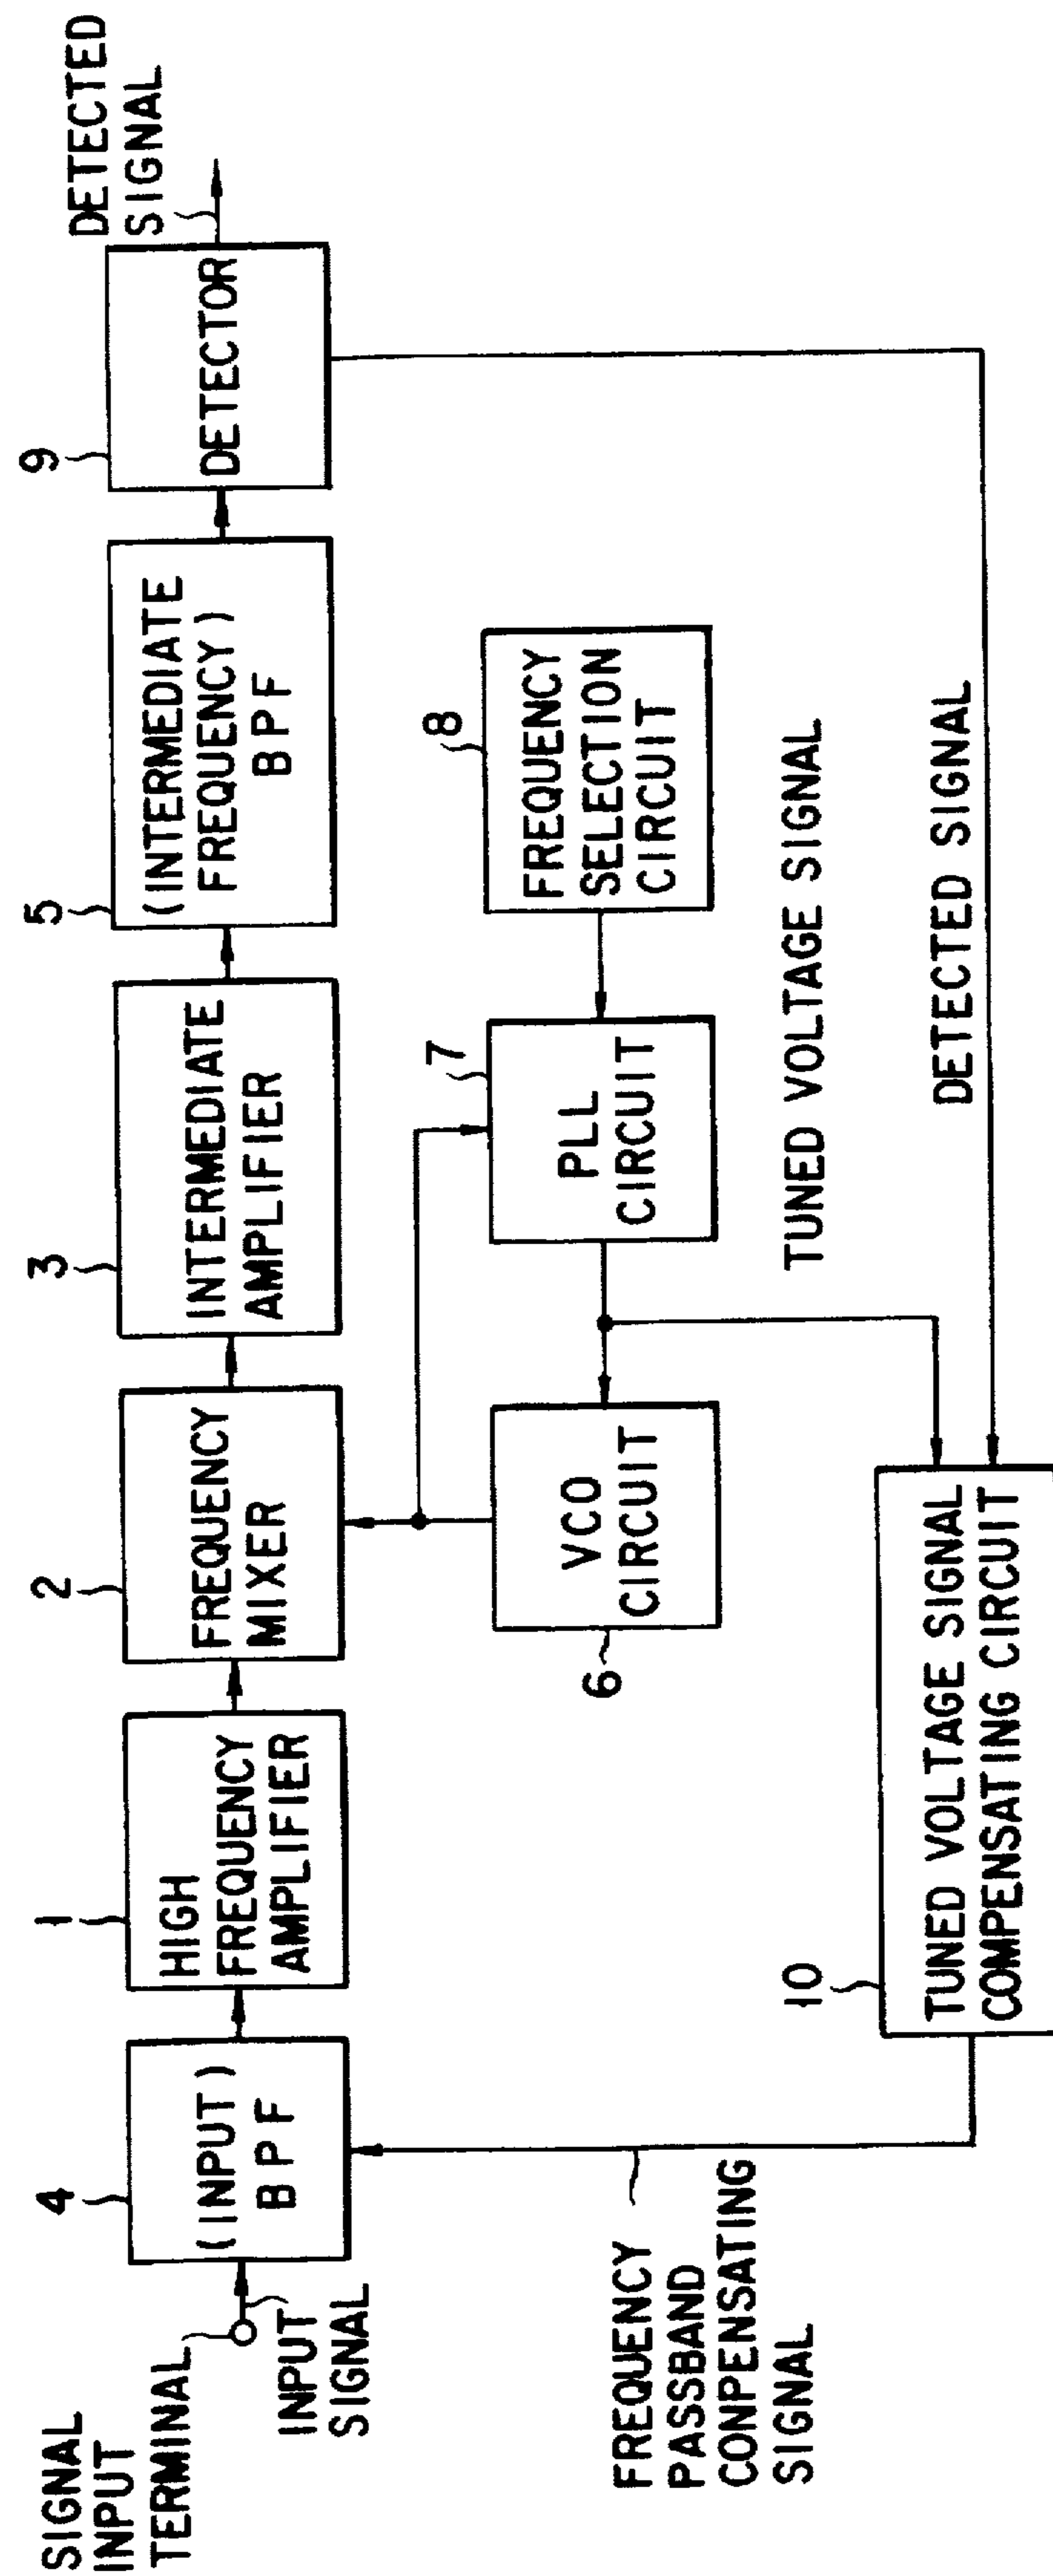 SIGNAL
INPUT
TERMINAL
INPUT
SIGNAL
4
(INPUT)
BPF
1
HIGH
FREQUENCY
AMPLIFIER
2
FREQUENCY
MIXER
3
INTERMEDIATE
AMPLIFIER
5
(INTERMEDIATE
FREQUENCY)
BPF
9
DETECTOR
DETECTED
SIGNAL
6
VCO
CIRCUIT
7
PLL
CIRCUIT
8
FREQUENCY
SELECTION
CIRCUIT
TUNED VOLTAGE SIGNAL
DETECTED SIGNAL
FREQUENCY
PASSBAND
CONPENSATING
SIGNAL
10
TUNED VOLTAGE SIGNAL
COMPENSATING CIRCUIT